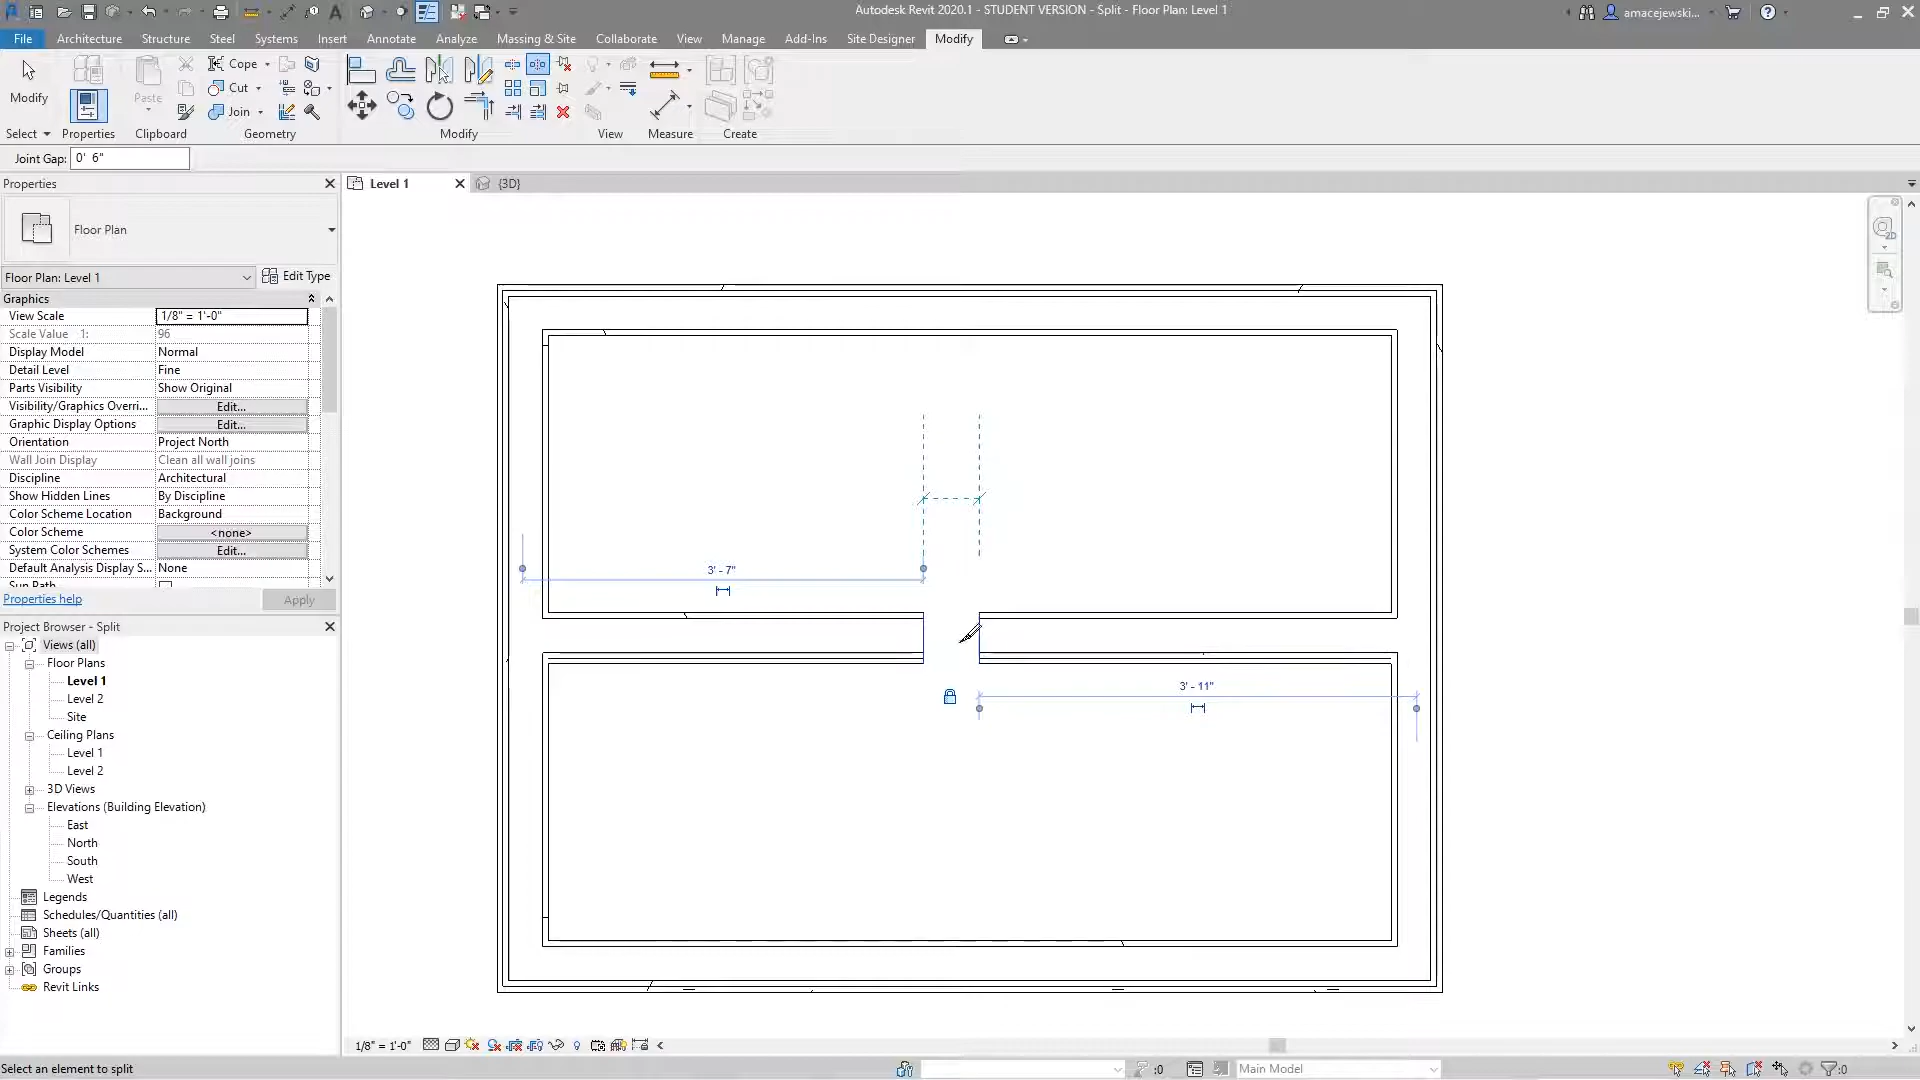 Autodesk Revit 2020.1 - STUDENT VERSION - Split - Floor Plan: Level 1
amacejewski...
File Architecture Structure Steel Systems Insert Annotate Analyze Massing & Site Collaborate View Manage Add-Ins Site Designer Modify
Modify
Paste
Cope
Cut
Join
Select Properties Clipboard Geometry Modify View Measure Create
Joint Gap: 0' 6"
Properties
Level 1
{3D}
Floor Plan
Floor Plan: Level 1
Edit Type
Graphics
View Scale 1/8" = 1'-0"
Scale Value 1: 96
Display Model Normal
Detail Level Fine
Parts Visibility Show Original
Visibility/Graphics Overri... Edit...
Graphic Display Options Edit...
Orientation Project North
Wall Join Display Clean all wall joins
Discipline Architectural
Show Hidden Lines By Discipline
Color Scheme Location Background
Color Scheme <none>
System Color Schemes Edit...
Default Analysis Display S... None
Sun Path
Properties help
Apply
3' - 7"
3' - 11"
Project Browser - Split
Views (all)
Floor Plans
Level 1
Level 2
Site
Ceiling Plans
Level 1
Level 2
3D Views
Elevations (Building Elevation)
East
North
South
West
Legends
Schedules/Quantities (all)
Sheets (all)
Families
Groups
Revit Links
1/8" = 1'-0"
Select an element to split
:0
Main Model
:0